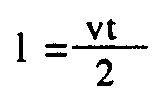 l = vt/2